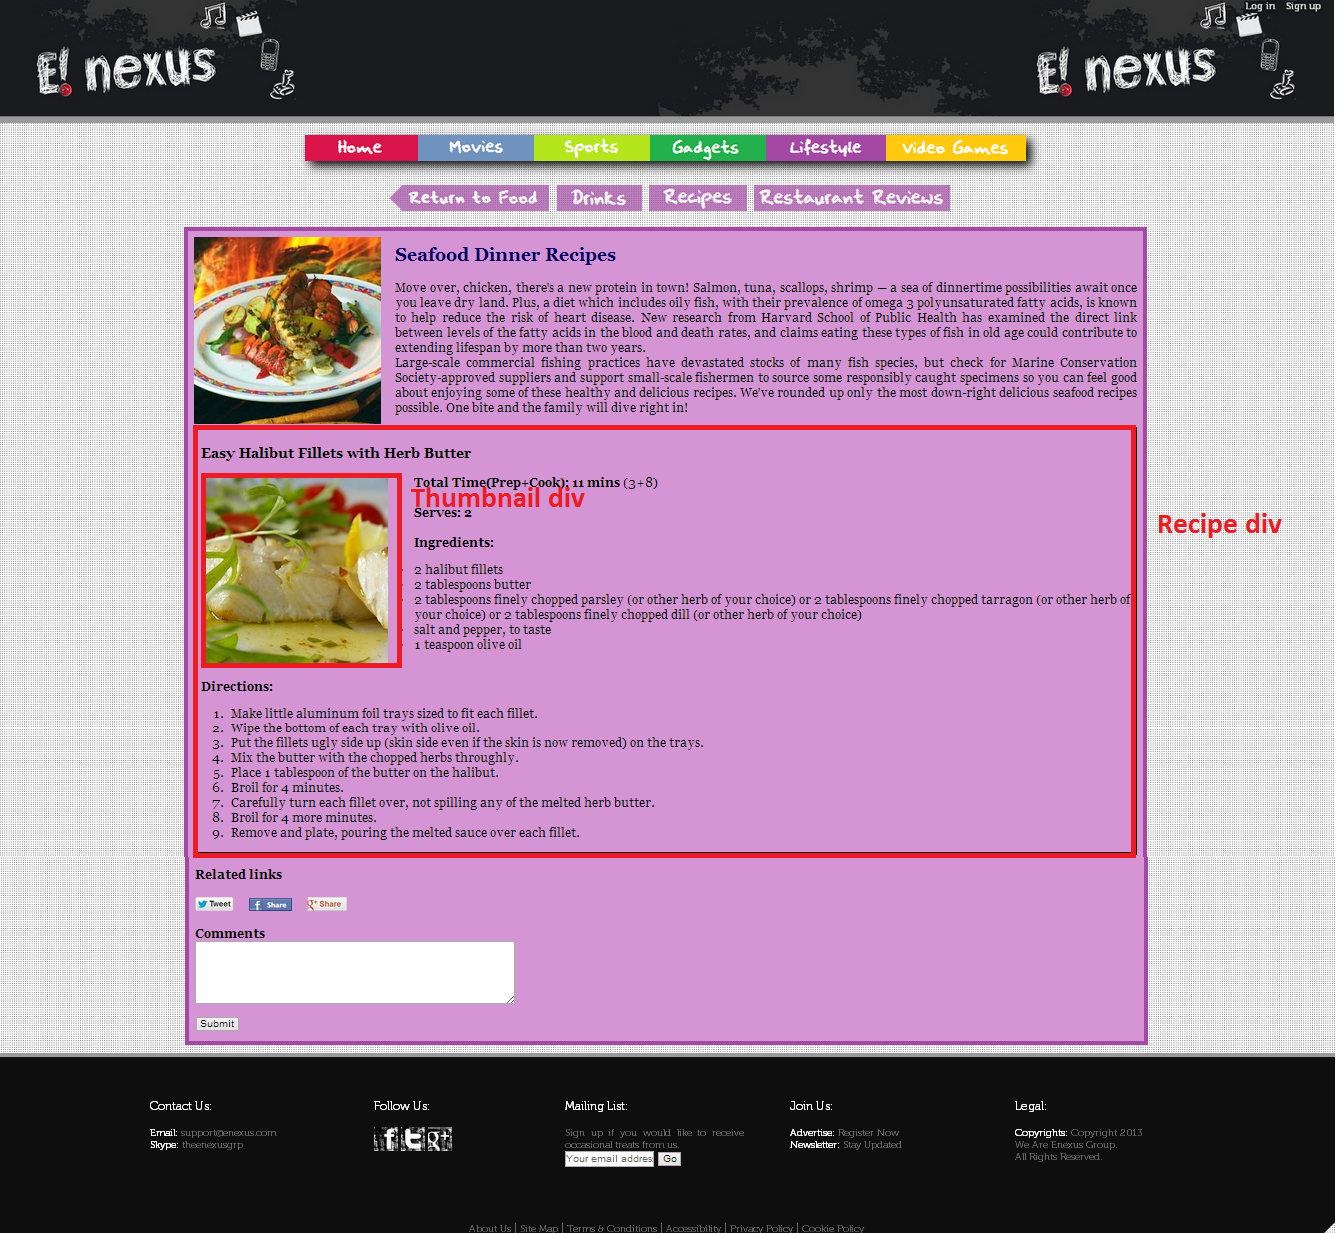 Log in Sign up
E! nexus
E! nexus
Home Movies Sports Gadgets Lifestyle Video Games
Return to Food Drinks Recipes Restaurant Reviews
Seafood Dinner Recipes
Move over, chicken, there's a new protein in town! Salmon, tuna, scallops, shrimp — a sea of dinnertime possibilities await once
you leave dry land. Plus, a diet which includes oily fish, with their prevalence of omega 3 polyunsaturated fatty acids, is known
to help reduce the risk of heart disease. New research from Harvard School of Public Health has examined the direct link
between levels of the fatty acids in the blood and death rates, and claims eating these types of fish in old age could contribute to
extending lifespan by more than two years.
Large-scale commercial fishing practices have devastated stocks of many fish species, but check for Marine Conservation
Society-approved suppliers and support small-scale fishermen to source some responsibly caught specimens so you can feel good
about enjoying some of these healthy and delicious recipes. We've rounded up only the most down-right delicious seafood recipes
possible. One bite and the family will dive right in!
Easy Halibut Fillets with Herb Butter
Total Time(Prep+Cook): 11 mins (3+8)
Thumbnail div
Serves: 2
Recipe div
Ingredients:
2 halibut fillets
2 tablespoons butter
2 tablespoons finely chopped parsley (or other herb of your choice) or 2 tablespoons finely chopped tarragon (or other herb of
your choice) or 2 tablespoons finely chopped dill (or other herb of your choice)
salt and pepper, to taste
1 teaspoon olive oil
Directions:
1. Make little aluminum foil trays sized to fit each fillet.
2. Wipe the bottom of each tray with olive oil.
3. Put the fillets ugly side up (skin side even if the skin is now removed) on the trays.
4. Mix the butter with the chopped herbs throughly.
5. Place 1 tablespoon of the butter on the halibut.
6. Broil for 4 minutes.
7. Carefully turn each fillet over, not spilling any of the melted herb butter.
8. Broil for 4 more minutes.
9. Remove and plate, pouring the melted sauce over each fillet.
Related links
Tweet f Share g+ Share
Comments
Submit
Contact Us: Follow Us: Mailing List: Join Us: Legal:
Email: support@enexus.com f t g+ Sign up if you would like to receive Advertise: Register Now Copyrights: Copyright 2013
Skype: theenexusgrp occasional treats from us. Newsletter: Stay Updated We Are Enexus Group.
Your email address Go All Rights Reserved.
About Us | Site Map | Terms & Conditions | Accessibility | Privacy Policy | Cookie Policy